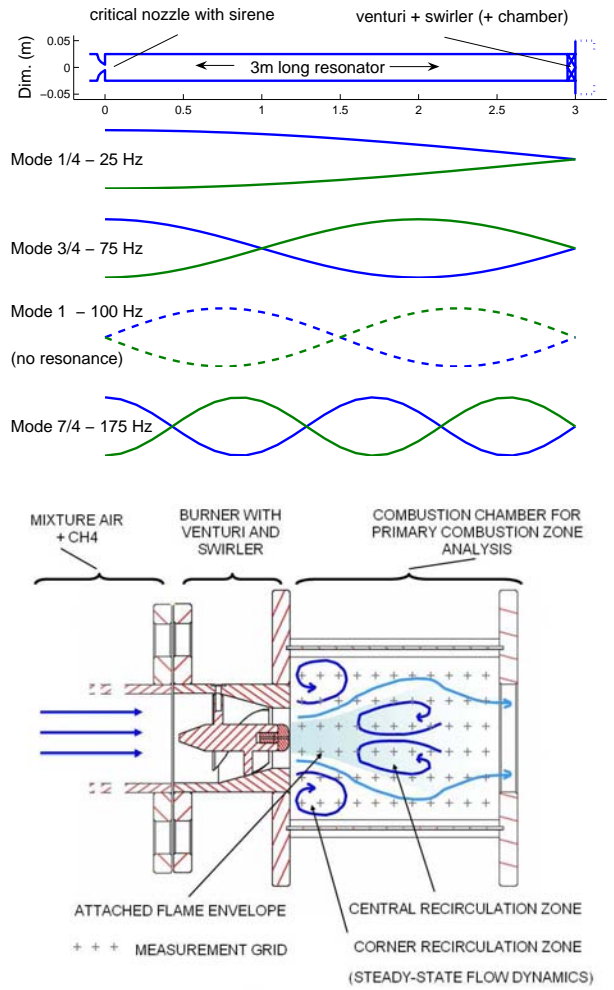 critical nozzle with sirene
venturi + swirler (+ chamber)
Dim. (m)
0.05
0
−0.05
3m long resonator
0 0.5 1 1.5 2 2.5 3
Mode 1/4 − 25 Hz
Mode 3/4 − 75 Hz
Mode 1 − 100 Hz
(no resonance)
Mode 7/4 − 175 Hz
MIXTURE AIR
+ CH4
BURNER WITH
VENTURI AND
SWIRLER
COMBUSTION CHAMBER FOR
PRIMARY COMBUSTION ZONE
ANALYSIS
ATTACHED FLAME ENVELOPE
+ + + MEASUREMENT GRID
CENTRAL RECIRCULATION ZONE
CORNER RECIRCULATION ZONE
(STEADY-STATE FLOW DYNAMICS)